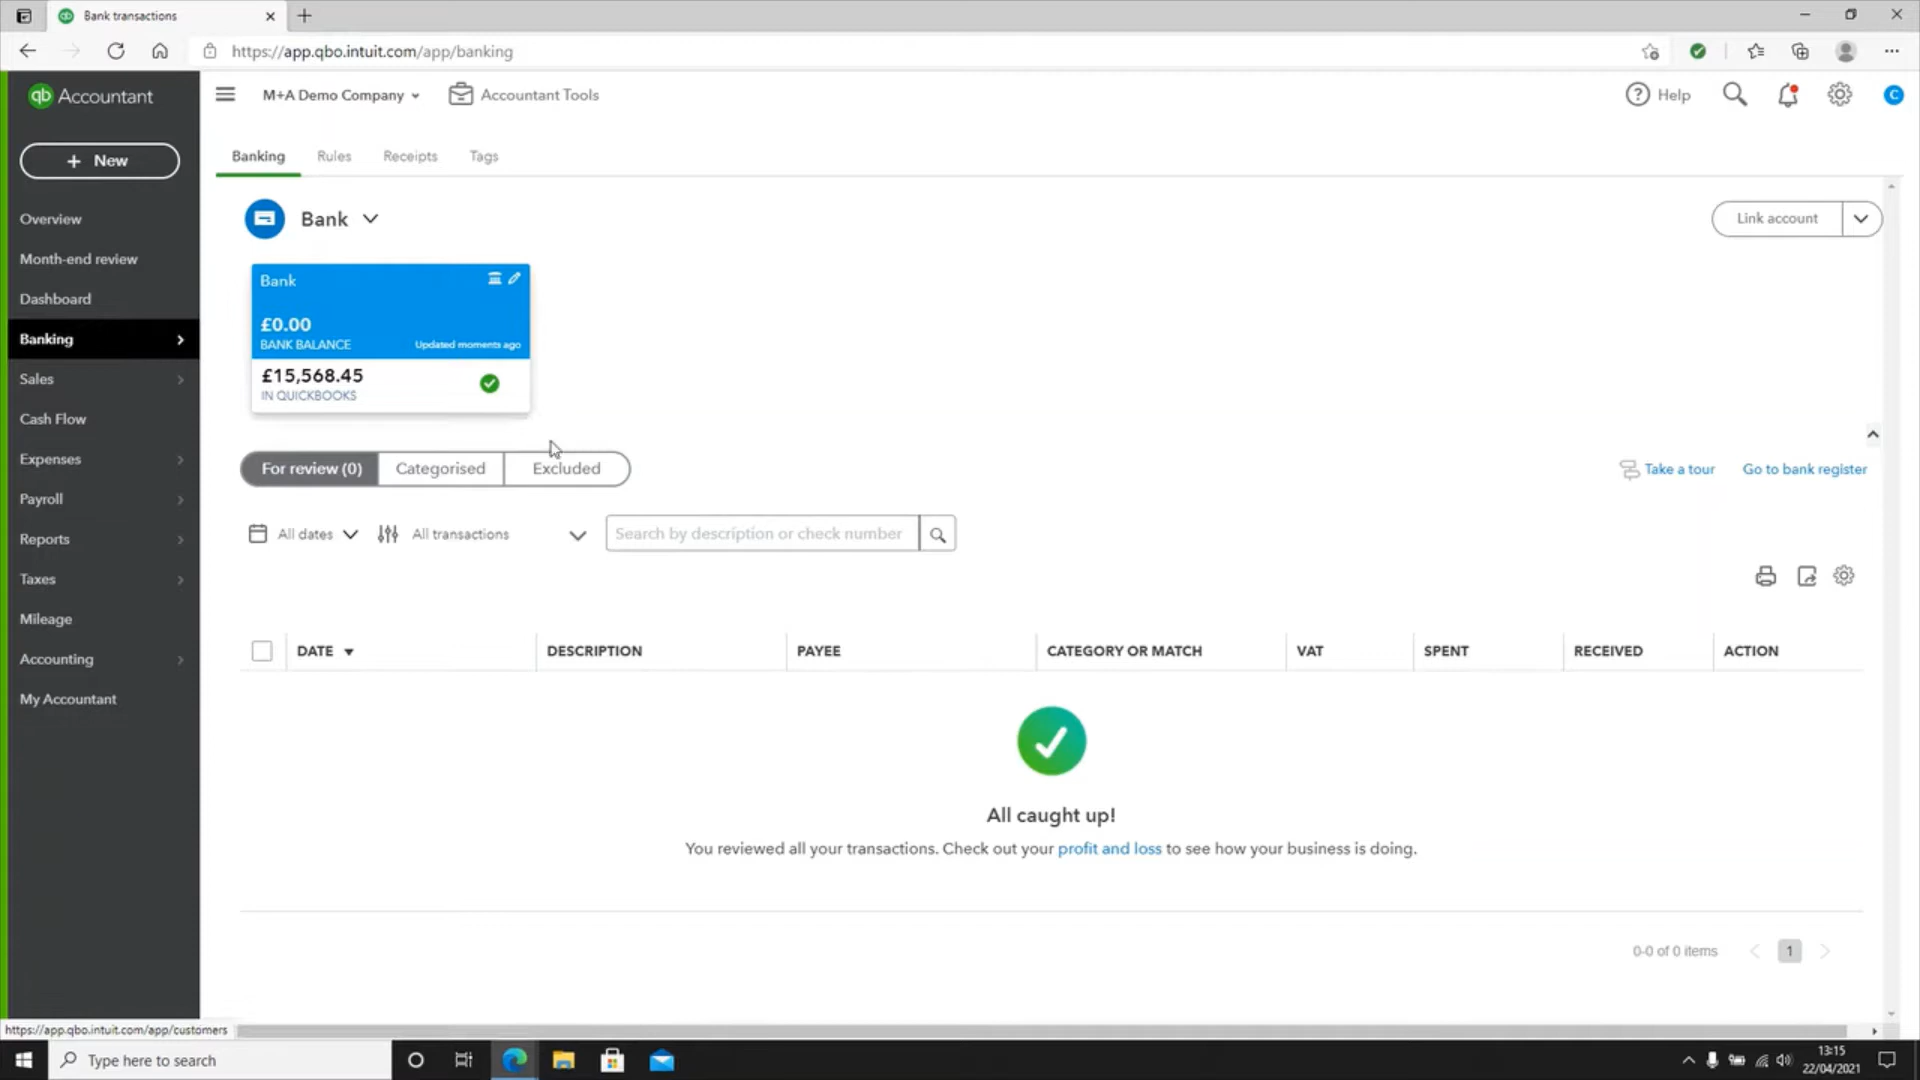 Bank transactions
https://app.qbo.intuit.com/app/banking
qb Accountant
M+A Demo Company
Accountant Tools
Help
C
+ New
Banking
Rules
Receipts
Tags
Overview
Month-end review
Dashboard
Banking
Sales
Cash Flow
Expenses
Payroll
Reports
Taxes
Mileage
Accounting
My Accountant
Bank
Link account
Bank
£0.00
BANK BALANCE
Updated moments ago
£15,568.45
IN QUICKBOOKS
For review (0)
Categorised
Excluded
Take a tour
Go to bank register
All dates
All transactions
Search by description or check number
DATE
DESCRIPTION
PAYEE
CATEGORY OR MATCH
VAT
SPENT
RECEIVED
ACTION
All caught up!
You reviewed all your transactions. Check out your profit and loss to see how your business is doing.
0-0 of 0 items
1
https://app.qbo.intuit.com/app/customers
Type here to search
13:15
22/04/2021